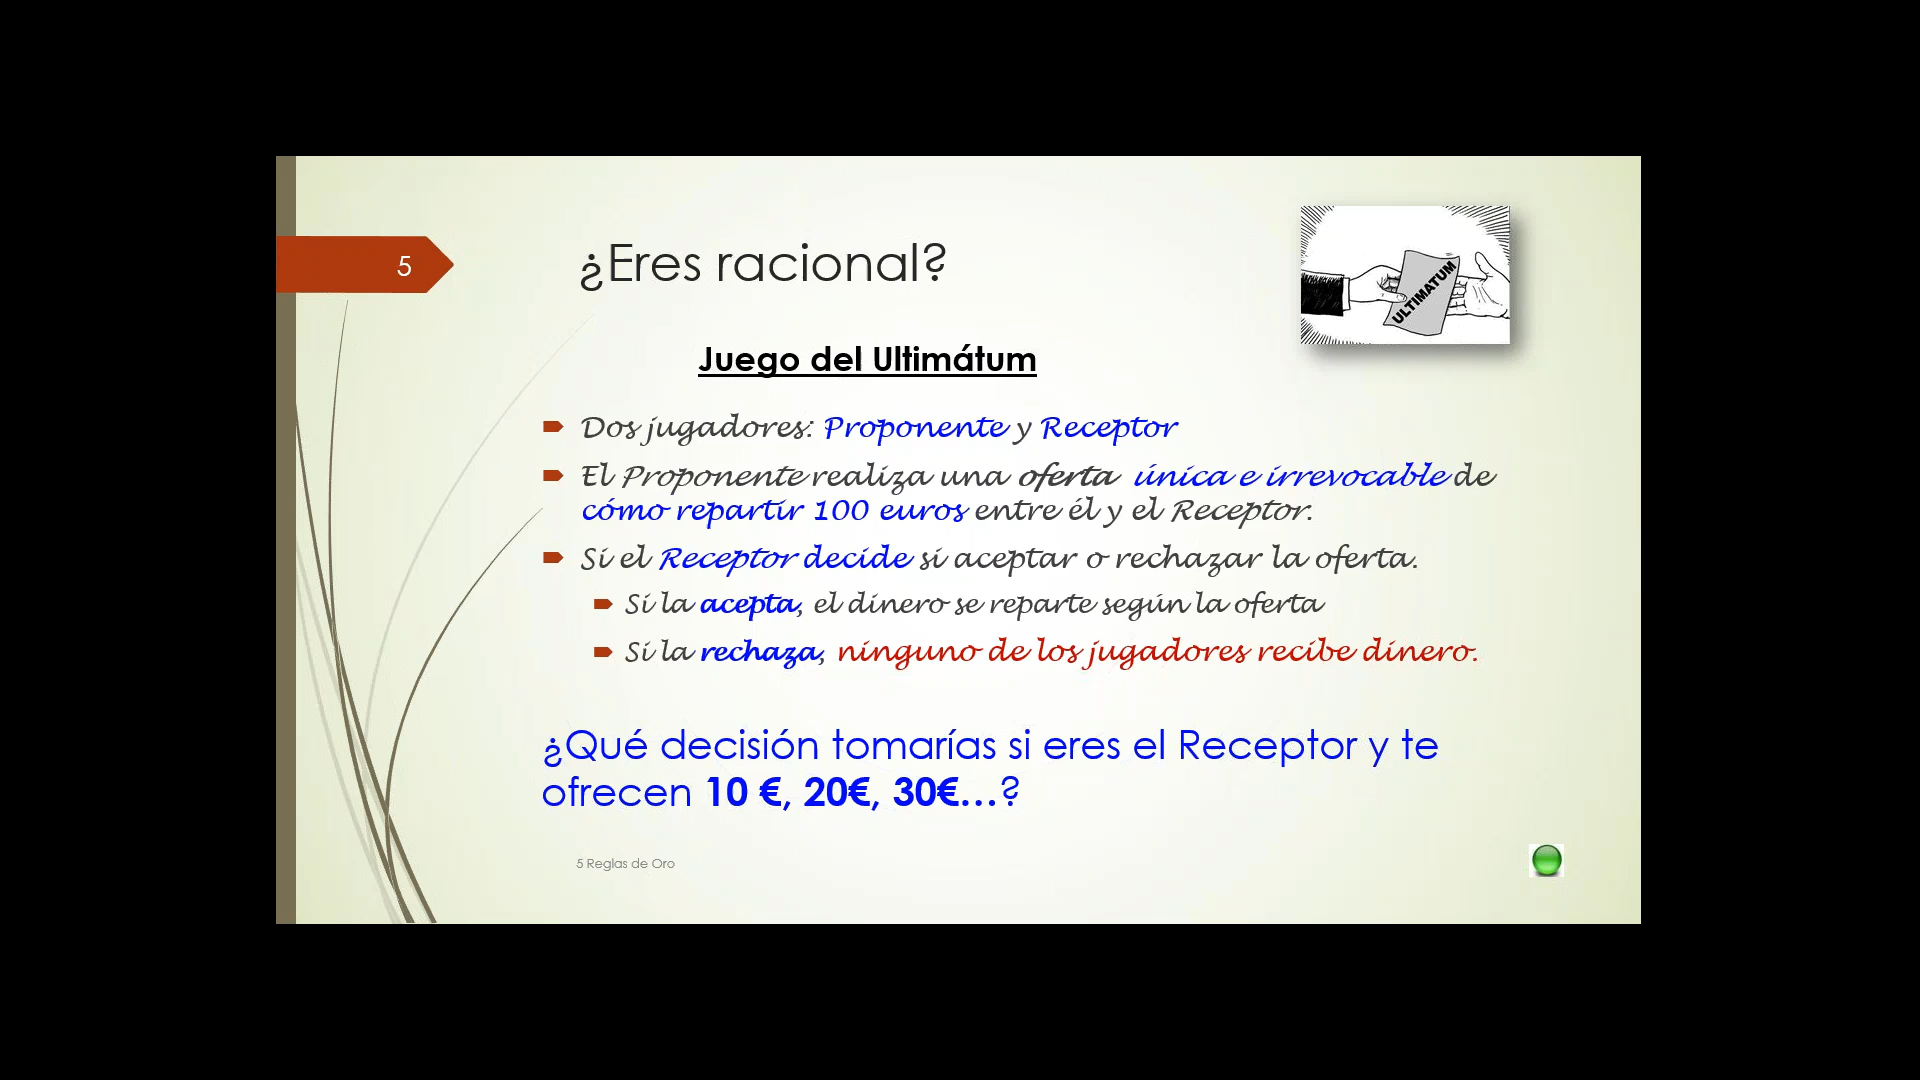 5
¿Eres racional?
ULTIMATUM
Juego del Ultimátum
Dos jugadores: Proponente y Receptor
El Proponente realiza una oferta única e irrevocable de
cómo repartir 100 euros entre él y el Receptor.
Si el Receptor decide si aceptar o rechazar la oferta.
Si la acepta, el dinero se reparte según la oferta
Si la rechaza, ninguno de los jugadores recibe dinero.
¿Qué decisión tomarías si eres el Receptor y te
ofrecen 10 €, 20€, 30€...?
5 Reglas de Oro